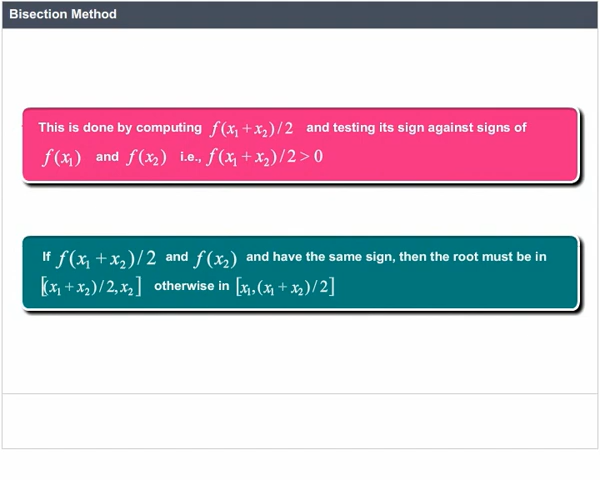 Bisection Method
This is done by computing f(x₁ + x₂)/2 and testing its sign against signs of
f(x₁) and f(x₂) i.e., f(x₁ + x₂)/2 > 0
If f(x₁ + x₂)/2 and f(x₂) and have the same sign, then the root must be in
[(x₁ + x₂)/2, x₂] otherwise in [x₁, (x₁ + x₂)/2]